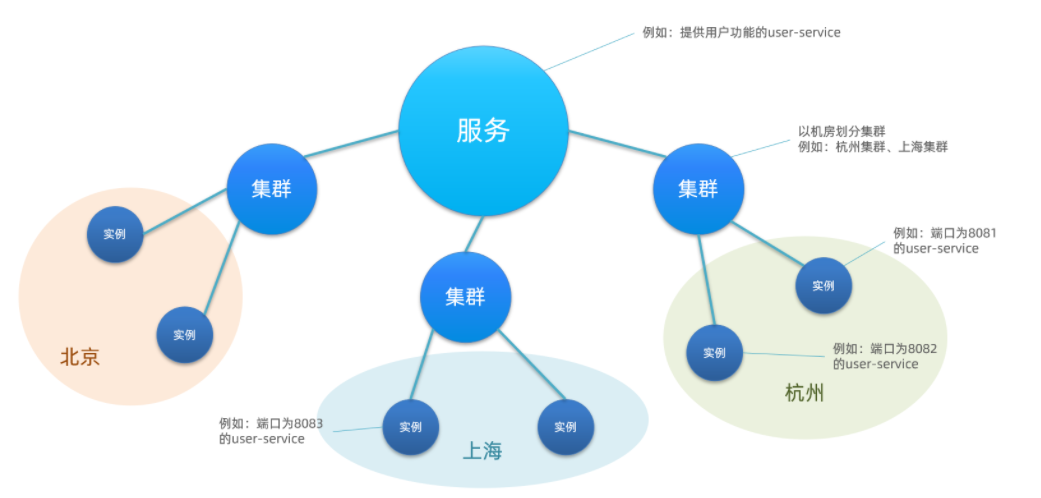 例如：提供用户功能的user-service
服务
以机房划分集群
例如：杭州集群、上海集群
集群
集群
实例
例如：端口为8081
的user-service
实例
集群
实例
实例
例如：端口为8082
的user-service
北京
实例
杭州
例如：端口为8083
的user-service
实例
实例
上海